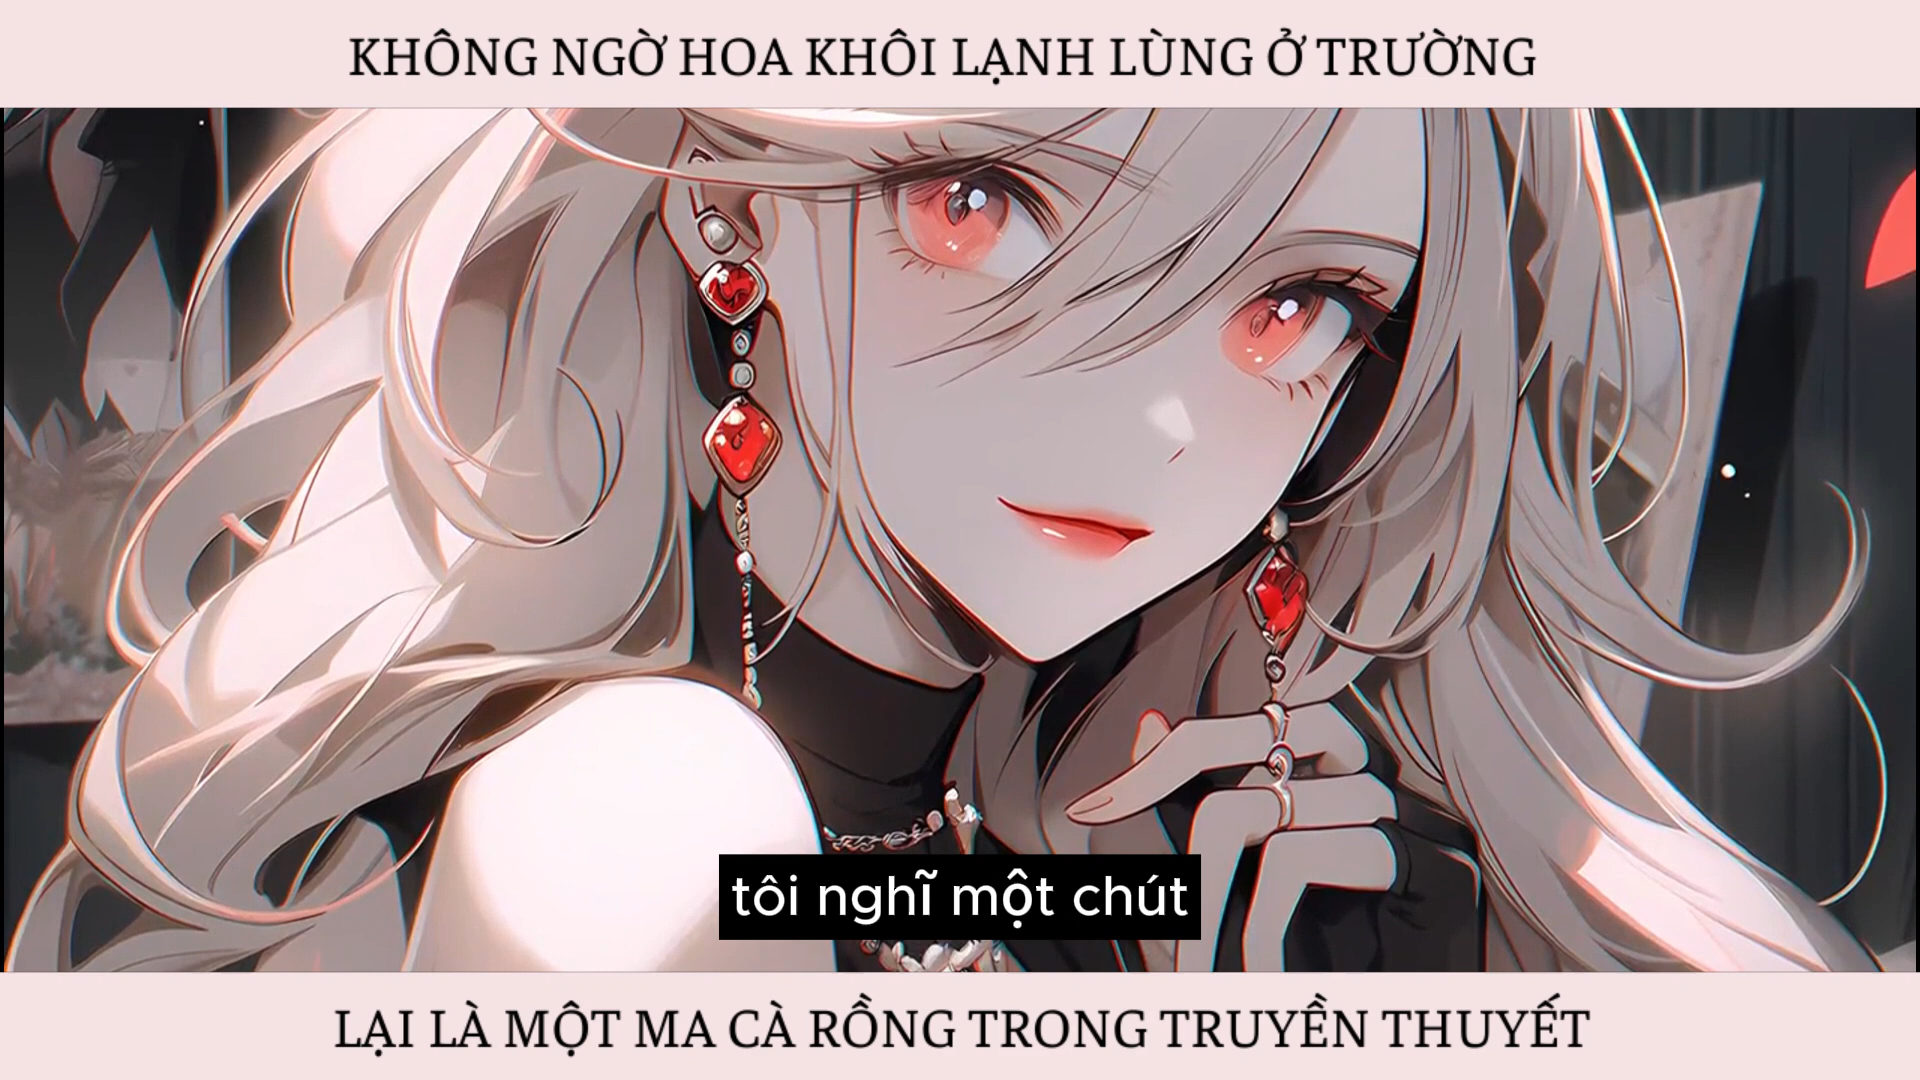 KHÔNG NGỜ HOA KHÔI LẠNH LÙNG Ở TRƯỜNG
tôi nghĩ một chút
LẠI LÀ MỘT MA CÀ RỒNG TRONG TRUYỀN THUYẾT